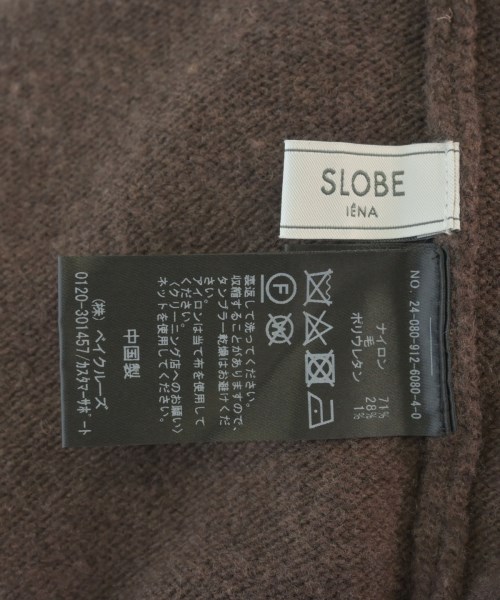 SLOBE
IÉNA
NO, 24-080-612-6080-4-0
ナイロン 71%
毛 28%
ポリウレタン 1%
裏返して洗ってください。
収縮することがありますので、
タンブラー乾燥はお避けくだ
さい。
アイロンは当て布を使用して
ください。
〈クリーニング店へのお願い〉
ネットを使用してください。
中国製
(株) ベイクルーズ
0120-301457/カスタマーサポート